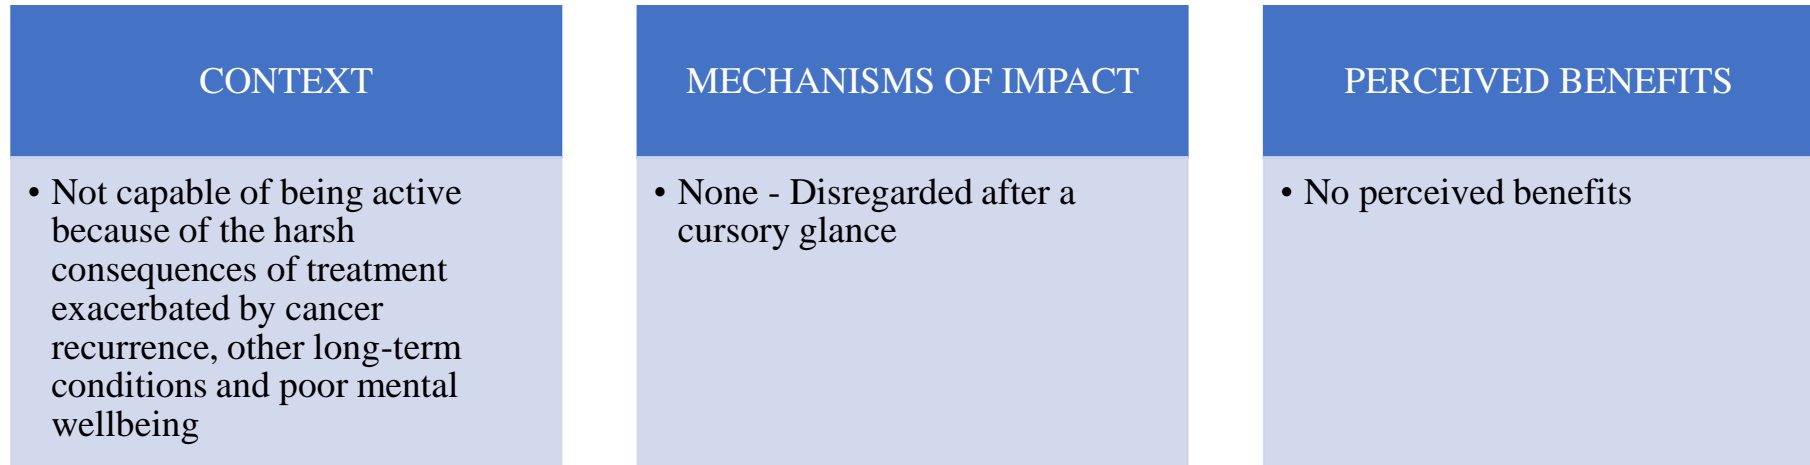 CONTEXT
• Not capable of being active
because of the harsh
consequences of treatment
exacerbated by cancer
recurrence, other long-term
conditions and poor mental
wellbeing
MECHANISMS OF IMPACT
• None - Disregarded after a
cursory glance
PERCEIVED BENEFITS
• No perceived benefits